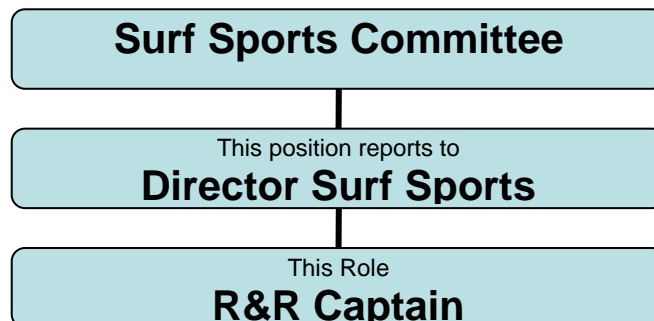 Surf Sports Committee
This position reports to
Director Surf Sports
This Role
R&R Captain